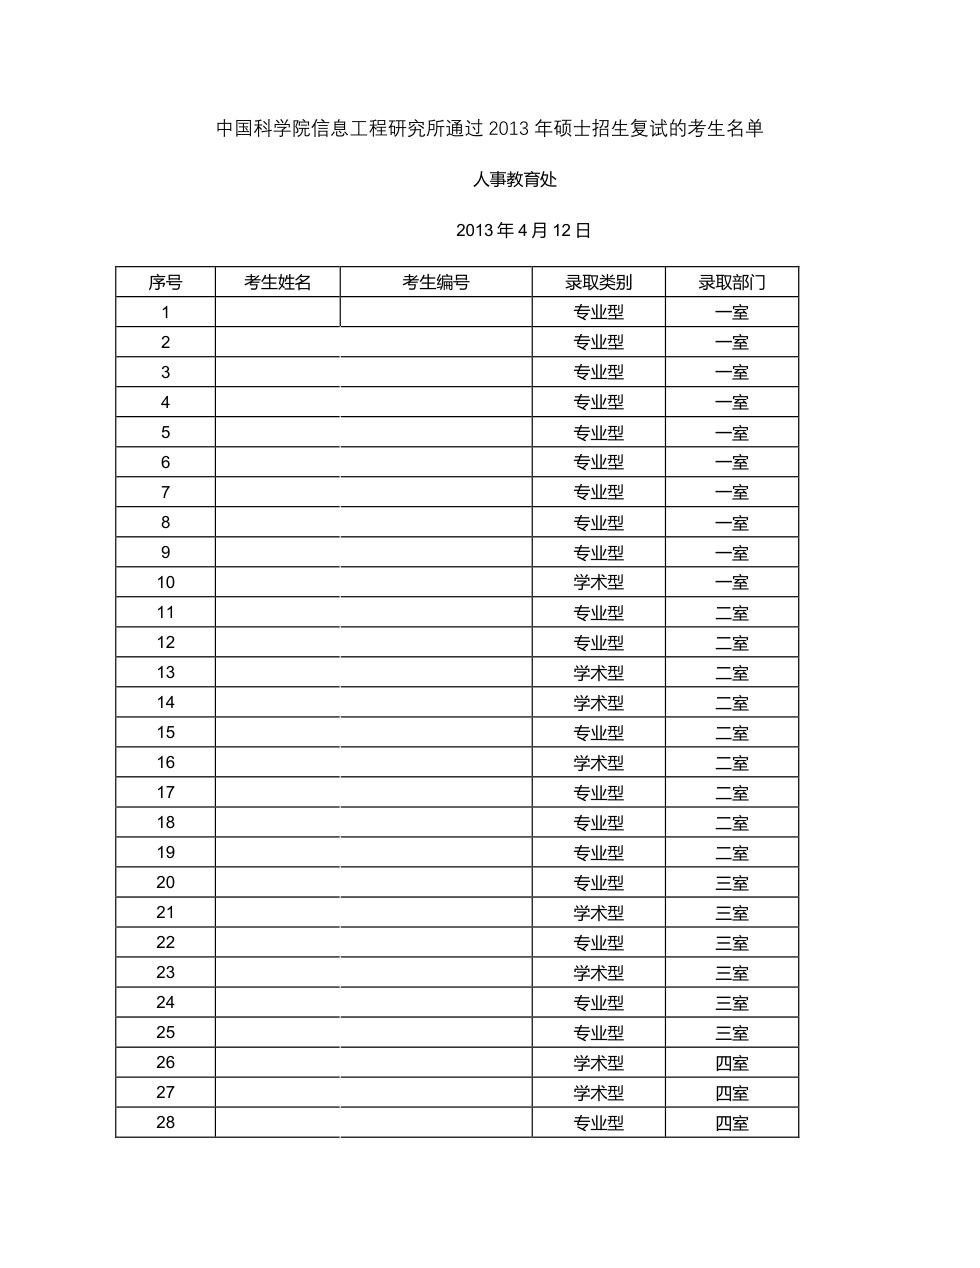 中国科学院信息工程研究所通过 2013 年硕士招生复试的考生名单
人事教育处
2013 年 4 月 12 日
序号 考生姓名 考生编号 录取类别 录取部门
1 专业型 一室
2 专业型 一室
3 专业型 一室
4 专业型 一室
5 专业型 一室
6 专业型 一室
7 专业型 一室
8 专业型 一室
9 专业型 一室
10 学术型 一室
11 专业型 二室
12 专业型 二室
13 学术型 二室
14 学术型 二室
15 专业型 二室
16 学术型 二室
17 专业型 二室
18 专业型 二室
19 专业型 二室
20 专业型 三室
21 学术型 三室
22 专业型 三室
23 学术型 三室
24 专业型 三室
25 专业型 三室
26 学术型 四室
27 学术型 四室
28 专业型 四室